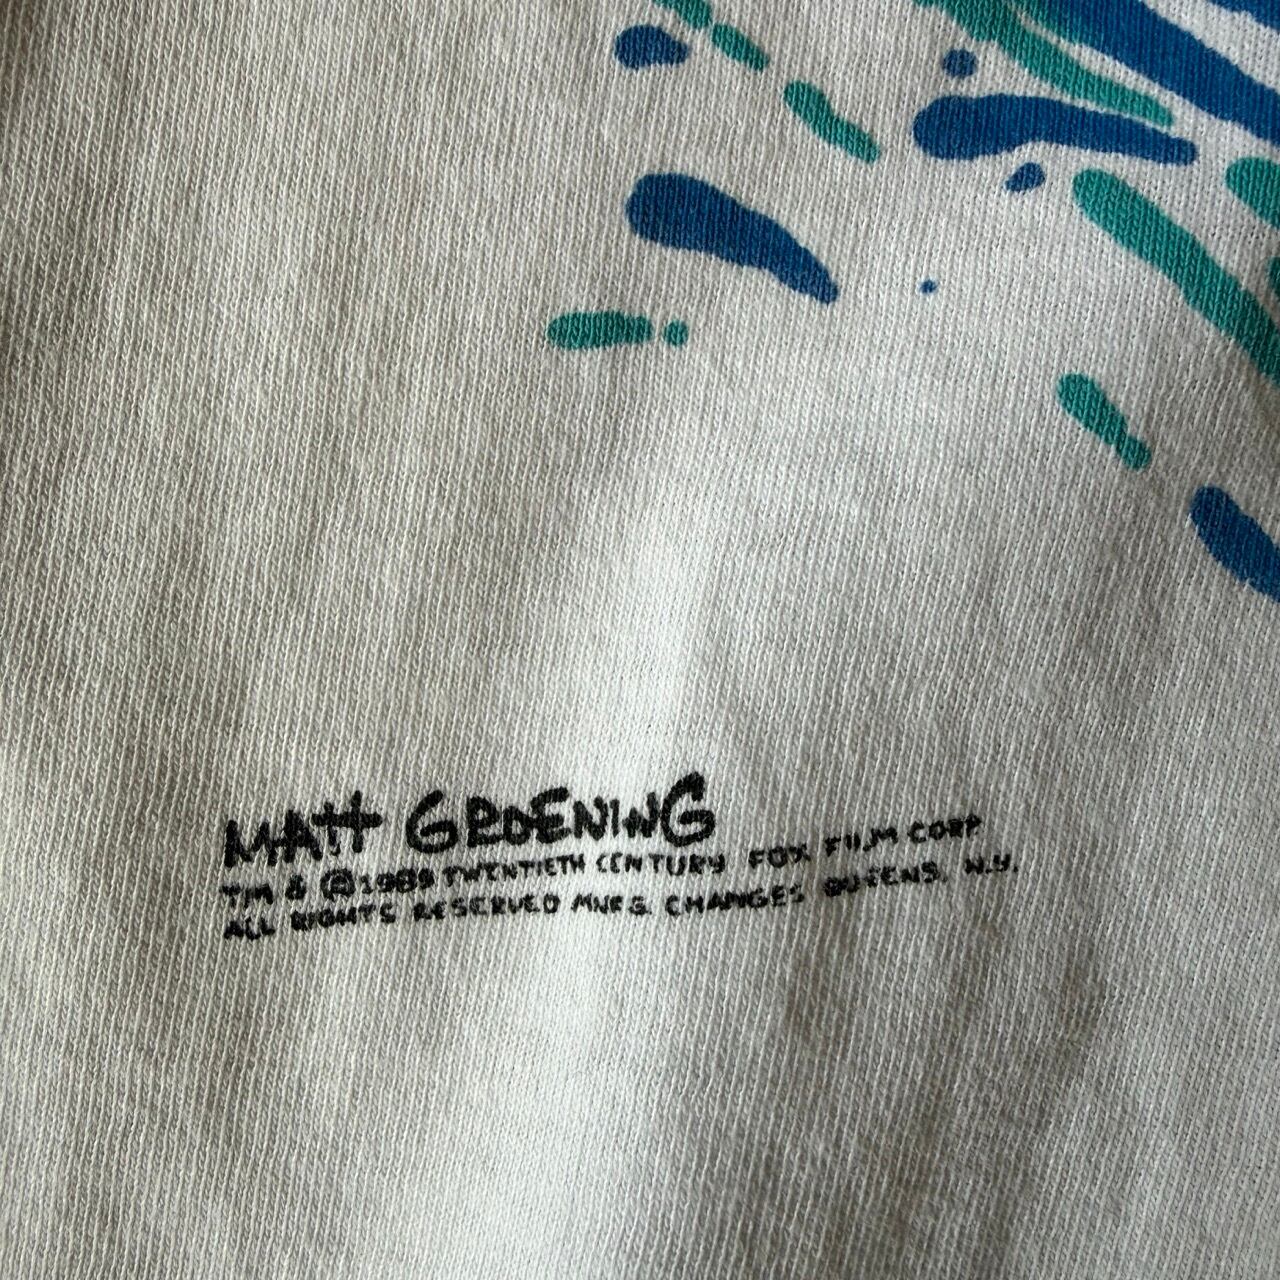 MATT GROENING
TM & © 1989 TWENTIETH CENTURY FOX FILM CORP
ALL RIGHTS RESERVED MNFG. CHANGES QUEENS, N.Y.